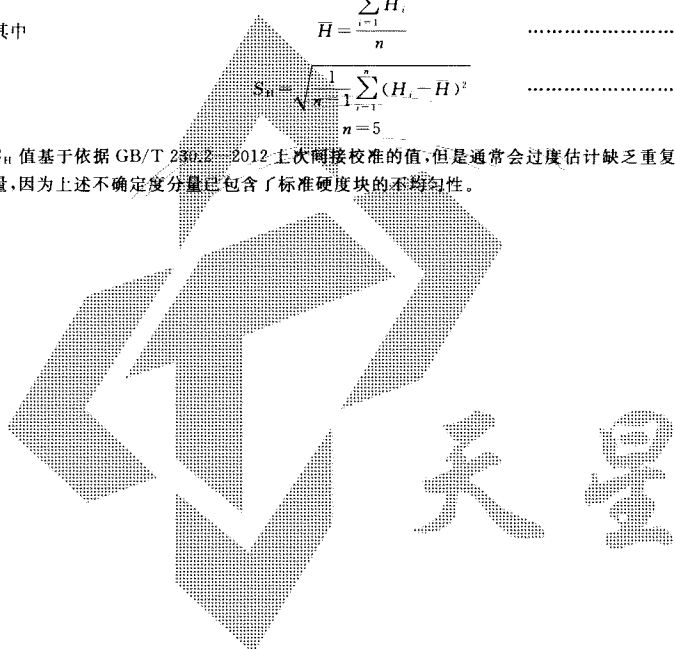 其中 H̄ = ∑_{i=1} H_i / n ……………………
S_H = √( 1/(n−1) ∑_{i=1}^{n} (H_i − H̄)² ) ……………………
n=5
S_H 值基于依据 GB/T 230.2—2012 上次间接校准的值,但是通常会过度估计缺乏重复
量,因为上述不确定度分量已包含了标准硬度块的不均匀性。
天星